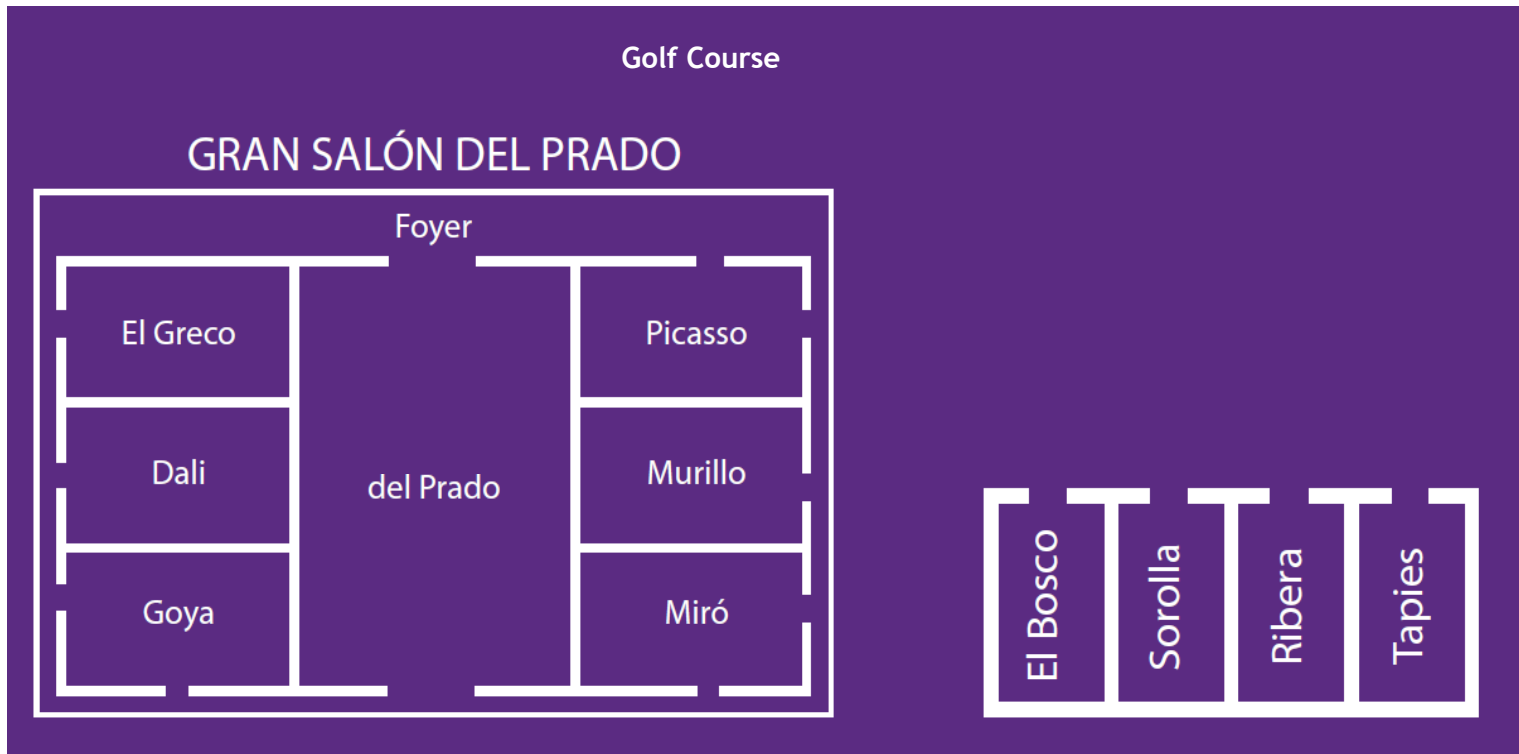 Golf Course
GRAN SALÓN DEL PRADO
Foyer
El Greco
Picasso
Dali
del Prado
Murillo
Goya
Miró
El Bosco
Sorolla
Ribera
Tapies